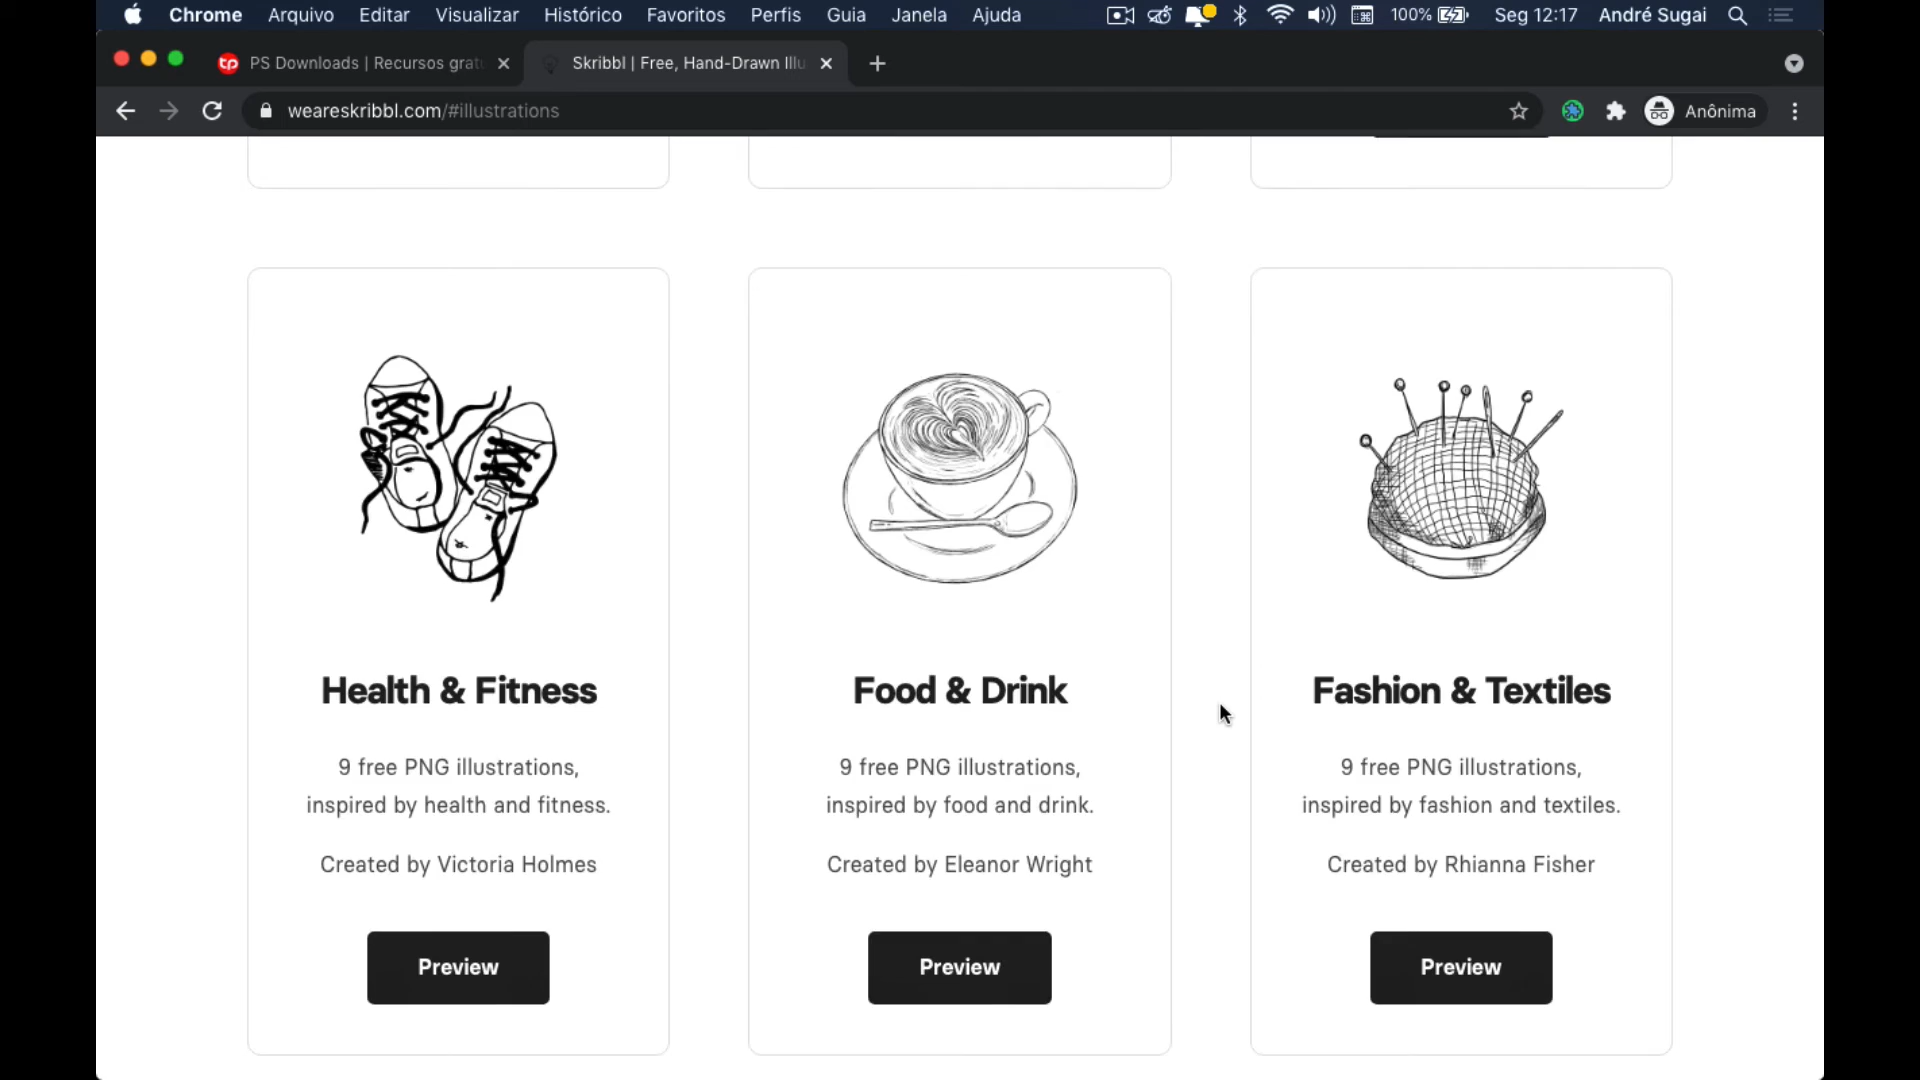 Chrome Arquivo Editar Visualizar Histórico Favoritos Perfis Guia Janela Ajuda 100% Seg 12:17 André Sugai
tp PS Downloads | Recursos grat
Skribbl | Free, Hand-Drawn Illu
weareskribbl.com/#illustrations
Anônima
Health & Fitness
9 free PNG illustrations,
inspired by health and fitness.
Created by Victoria Holmes
Preview
Food & Drink
9 free PNG illustrations,
inspired by food and drink.
Created by Eleanor Wright
Preview
Fashion & Textiles
9 free PNG illustrations,
inspired by fashion and textiles.
Created by Rhianna Fisher
Preview